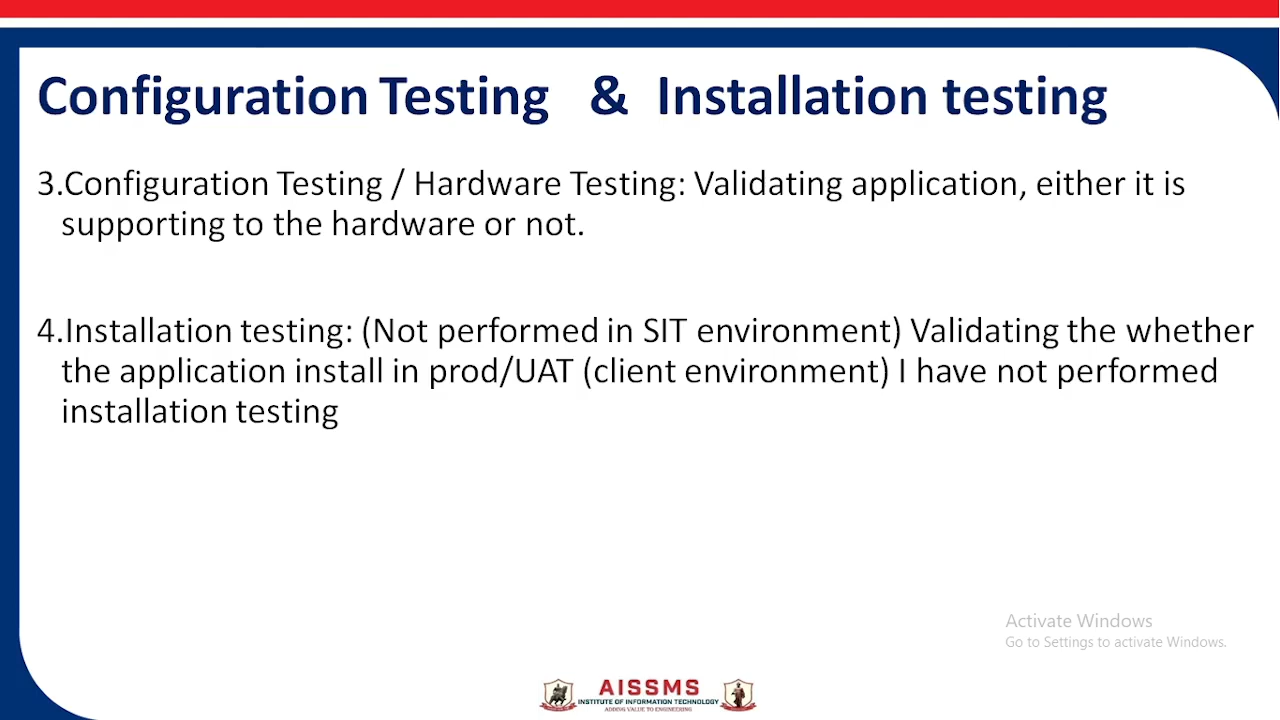 Configuration Testing & Installation testing
3.Configuration Testing / Hardware Testing: Validating application, either it is
supporting to the hardware or not.
4.Installation testing: (Not performed in SIT environment) Validating the whether
the application install in prod/UAT (client environment) I have not performed
installation testing
Activate Windows
Go to Settings to activate Windows.
AISSMS
INSTITUTE OF INFORMATION TECHNOLOGY
ADDING VALUE TO ENGINEERING